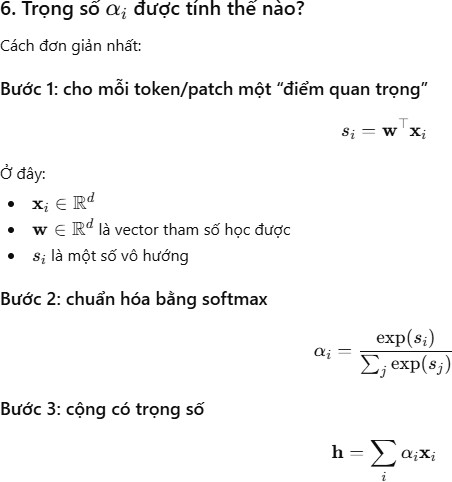 6. Trọng số αᵢ được tính thế nào?
Cách đơn giản nhất:
Bước 1: cho mỗi token/patch một “điểm quan trọng”
sᵢ = w⊤xᵢ
Ở đây:
• xᵢ ∈ ℝᵈ
• w ∈ ℝᵈ là vector tham số học được
• sᵢ là một số vô hướng
Bước 2: chuẩn hóa bằng softmax
αᵢ = exp(sᵢ) / ∑ⱼ exp(sⱼ)
Bước 3: cộng có trọng số
h = ∑ᵢ αᵢxᵢ